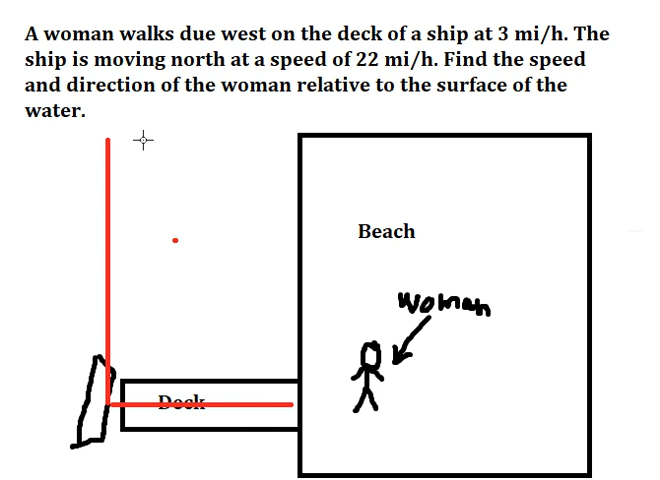 A woman walks due west on the deck of a ship at 3 mi/h. The
ship is moving north at a speed of 22 mi/h. Find the speed
and direction of the woman relative to the surface of the
water.
Beach
woman
Deck